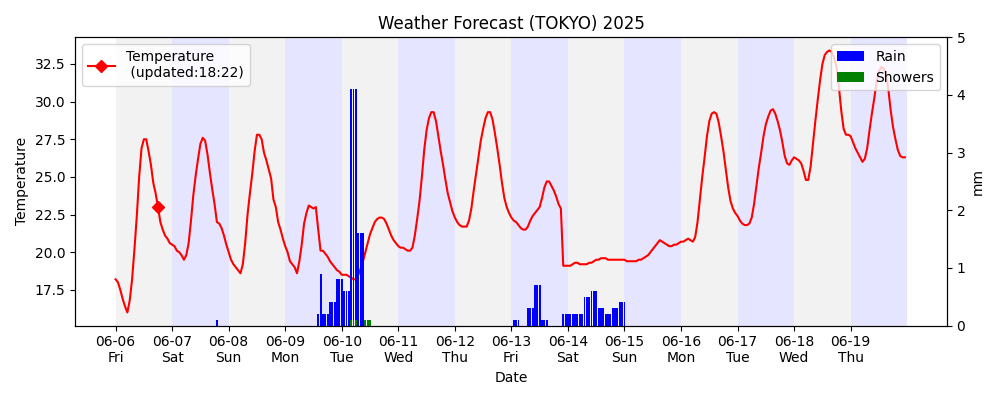 Weather Forecast (TOKYO) 2025
Temperature
(updated:18:22)
Rain
Showers
Temperature
32.5
30.0
27.5
25.0
22.5
20.0
17.5
5
4
3
2
1
0
mm
06-06 06-07 06-08 06-09 06-10 06-11 06-12 06-13 06-14 06-15 06-16 06-17 06-18 06-19
Fri Sat Sun Mon Tue Wed Thu Fri Sat Sun Mon Tue Wed Thu
Date